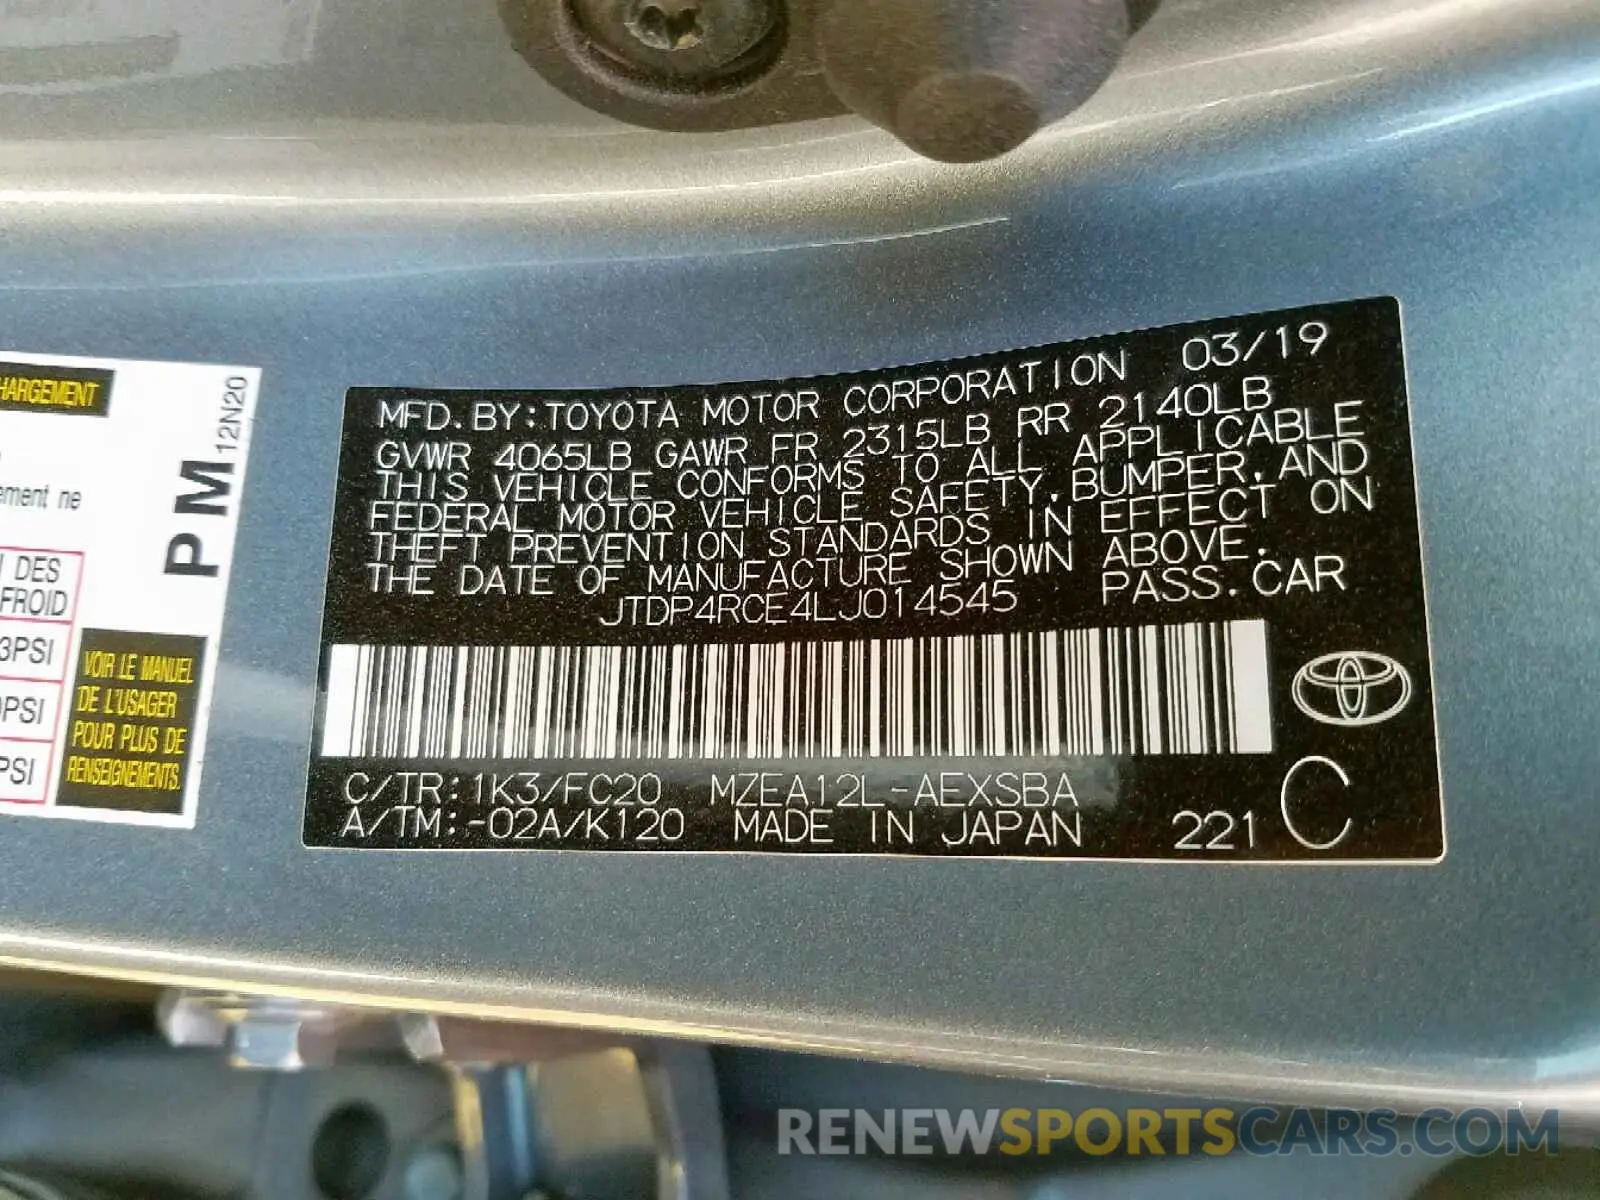 HARGEMENT
ement ne
N DES
FROID
3PSI
PSI
PSI
VOIR LE MANUEL
DE L'USAGER
POUR PLUS DE
RENSEIGNEMENTS.
PM 12N20
MFD. BY: TOYOTA MOTOR CORPORATION 03/19
GVWR 4065LB GAWR FR 2315LB RR 2140LB
THIS VEHICLE CONFORMS TO ALL APPLICABLE
FEDERAL MOTOR VEHICLE SAFETY, BUMPER, AND
THEFT PREVENTION STANDARDS IN EFFECT ON
THE DATE OF MANUFACTURE SHOWN ABOVE.
JTDP4RCE4LJ014545 PASS. CAR
C/TR: 1K3/FC20 MZEA12L-AEXSBA
A/TM: -02A/K120 MADE IN JAPAN 221 C
RENEWSPORTSCARS.COM